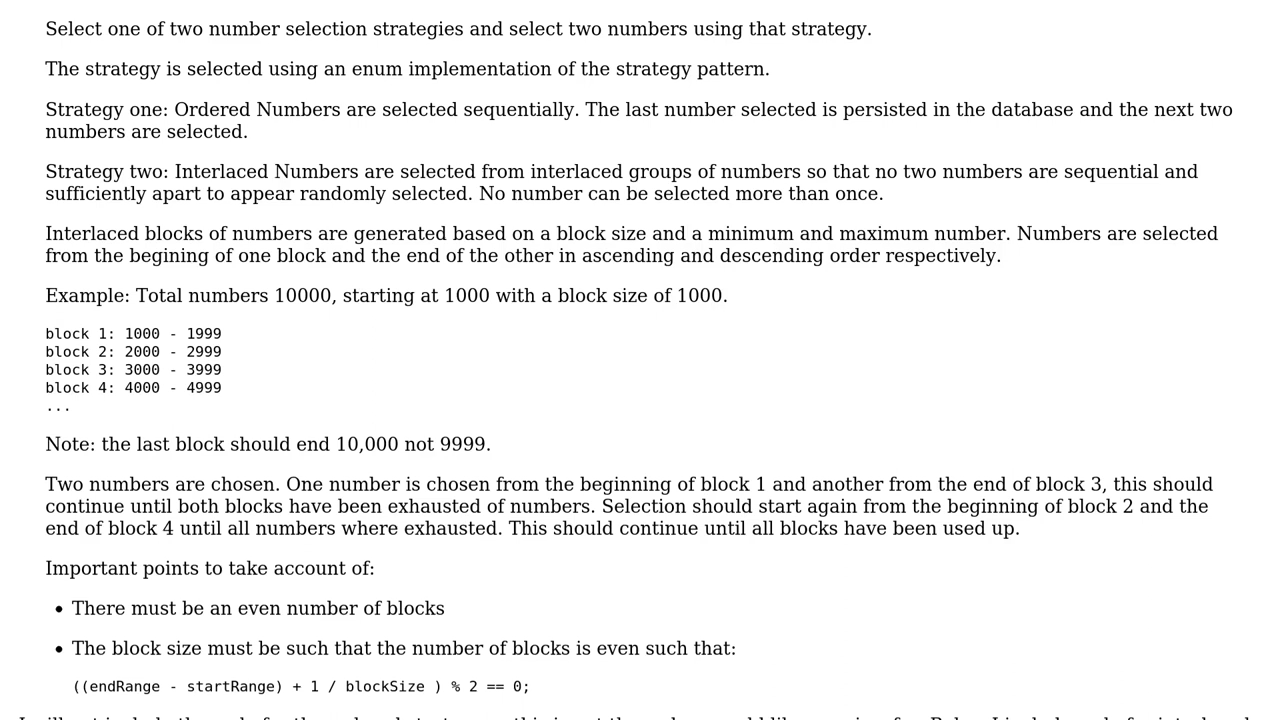 Select one of two number selection strategies and select two numbers using that strategy.
The strategy is selected using an enum implementation of the strategy pattern.
Strategy one: Ordered Numbers are selected sequentially. The last number selected is persisted in the database and the next two
numbers are selected.
Strategy two: Interlaced Numbers are selected from interlaced groups of numbers so that no two numbers are sequential and
sufficiently apart to appear randomly selected. No number can be selected more than once.
Interlaced blocks of numbers are generated based on a block size and a minimum and maximum number. Numbers are selected
from the begining of one block and the end of the other in ascending and descending order respectively.
Example: Total numbers 10000, starting at 1000 with a block size of 1000.
block 1: 1000 - 1999
block 2: 2000 - 2999
block 3: 3000 - 3999
block 4: 4000 - 4999
...
Note: the last block should end 10,000 not 9999.
Two numbers are chosen. One number is chosen from the beginning of block 1 and another from the end of block 3, this should
continue until both blocks have been exhausted of numbers. Selection should start again from the beginning of block 2 and the
end of block 4 until all numbers where exhausted. This should continue until all blocks have been used up.
Important points to take account of:
• There must be an even number of blocks
• The block size must be such that the number of blocks is even such that:
((endRange - startRange) + 1 / blockSize ) % 2 == 0;